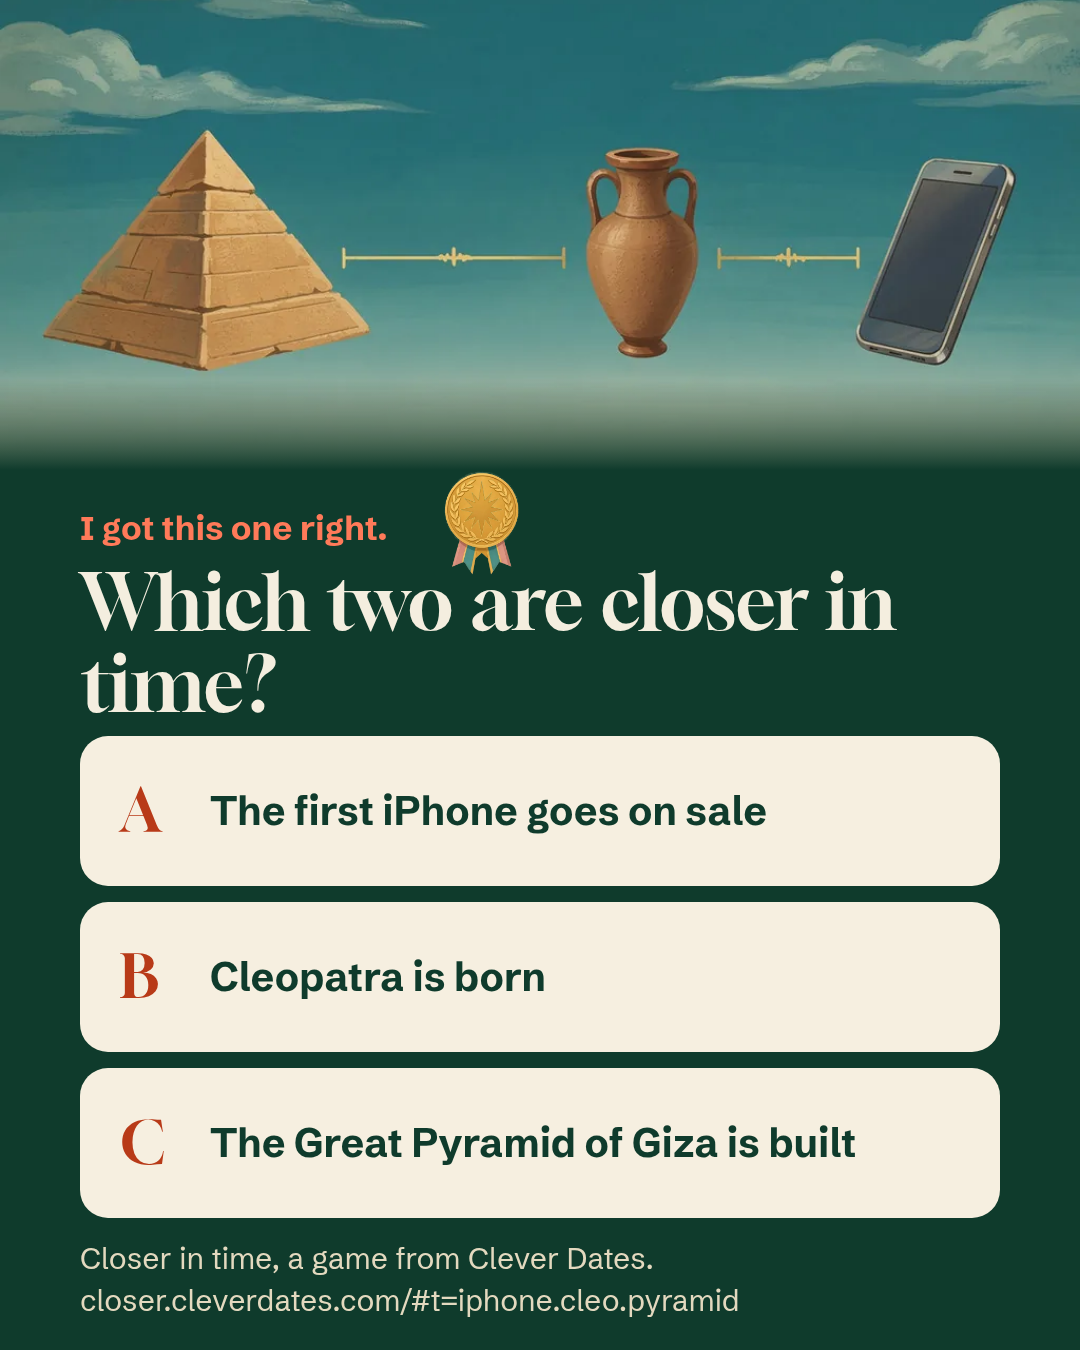 I got this one right.
Which two are closer in
time?
A The first iPhone goes on sale
B Cleopatra is born
C The Great Pyramid of Giza is built
Closer in time, a game from Clever Dates.
closer.cleverdates.com/#t=iphone.cleo.pyramid